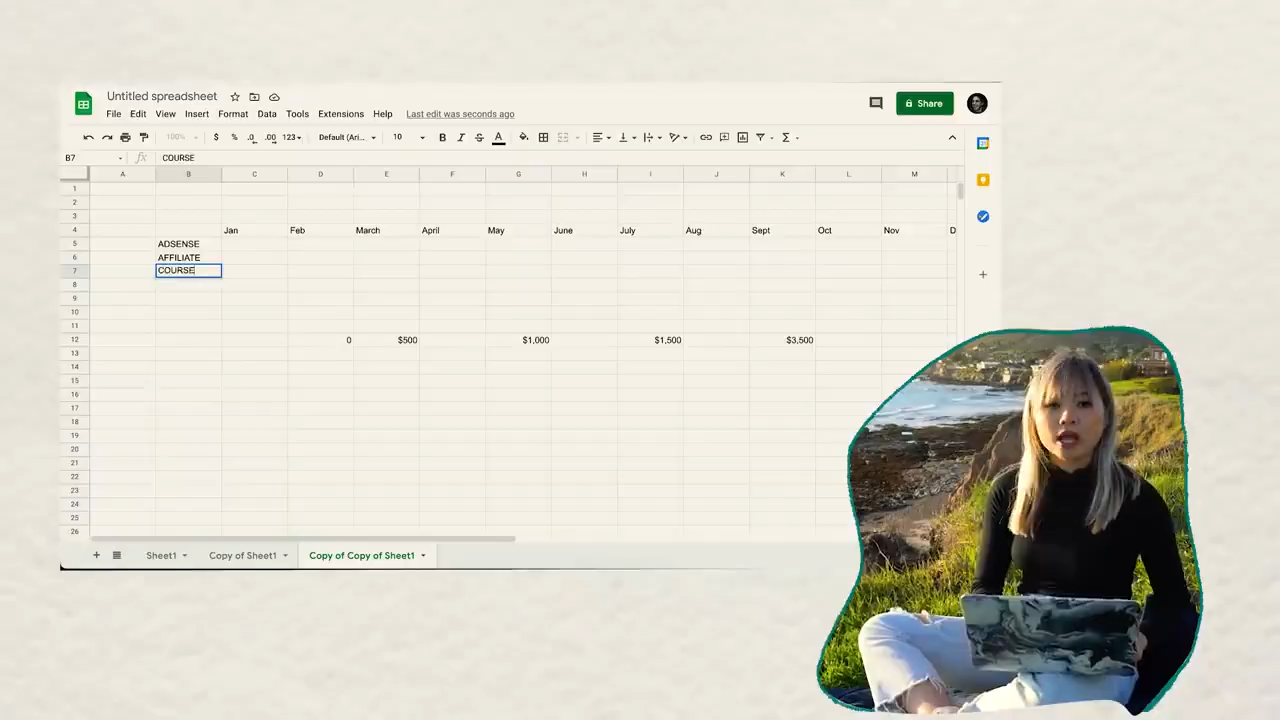 Untitled spreadsheet
File Edit View Insert Format Data Tools Extensions Help Last edit was seconds ago
Share
100% $ % .0 .00 123 Default (Ari... 10 B I S A
B7 fx COURSE
A B C D E F G H I J K L M
1
2
3
4 Jan Feb March April May June July Aug Sept Oct Nov D
5 ADSENSE
6 AFFILIATE
7 COURSE
8
9
10
11
12 0 $500 $1,000 $1,500 $3,500
13
14
15
16
17
18
19
20
21
22
23
24
25
26
+ Sheet1 Copy of Sheet1 Copy of Copy of Sheet1